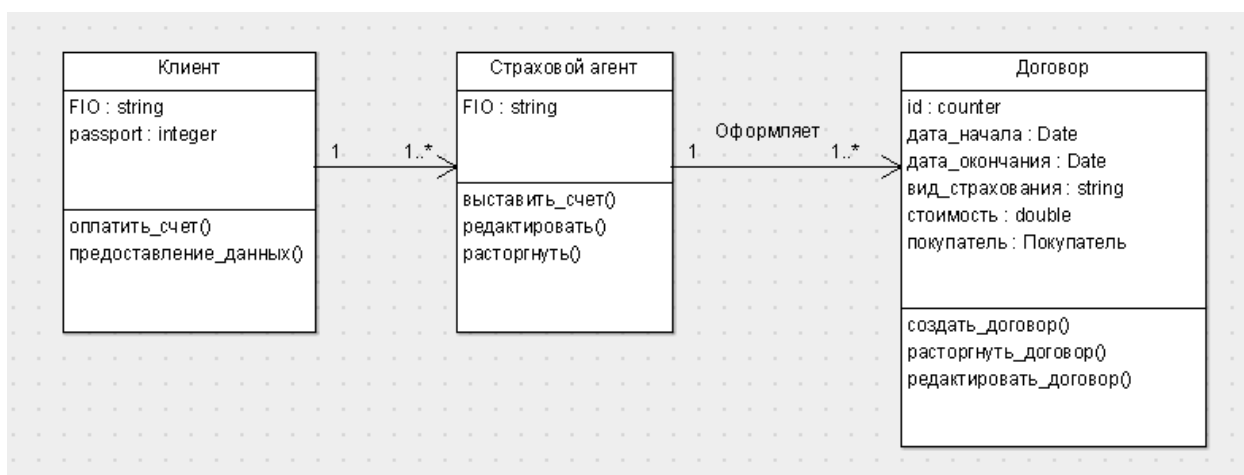 Клиент
FIO : string
passport : integer
оплатить_счет()
предоставление_данных()
1
1..*
Страховой агент
FIO : string
выставить_счет()
редактировать()
расторгнуть()
Оформляет
1
1..*
Договор
id : counter
дата_начала : Date
дата_окончания : Date
вид_страхования : string
стоимость : double
покупатель : Покупатель
создать_договор()
расторгнуть_договор()
редактировать_договор()